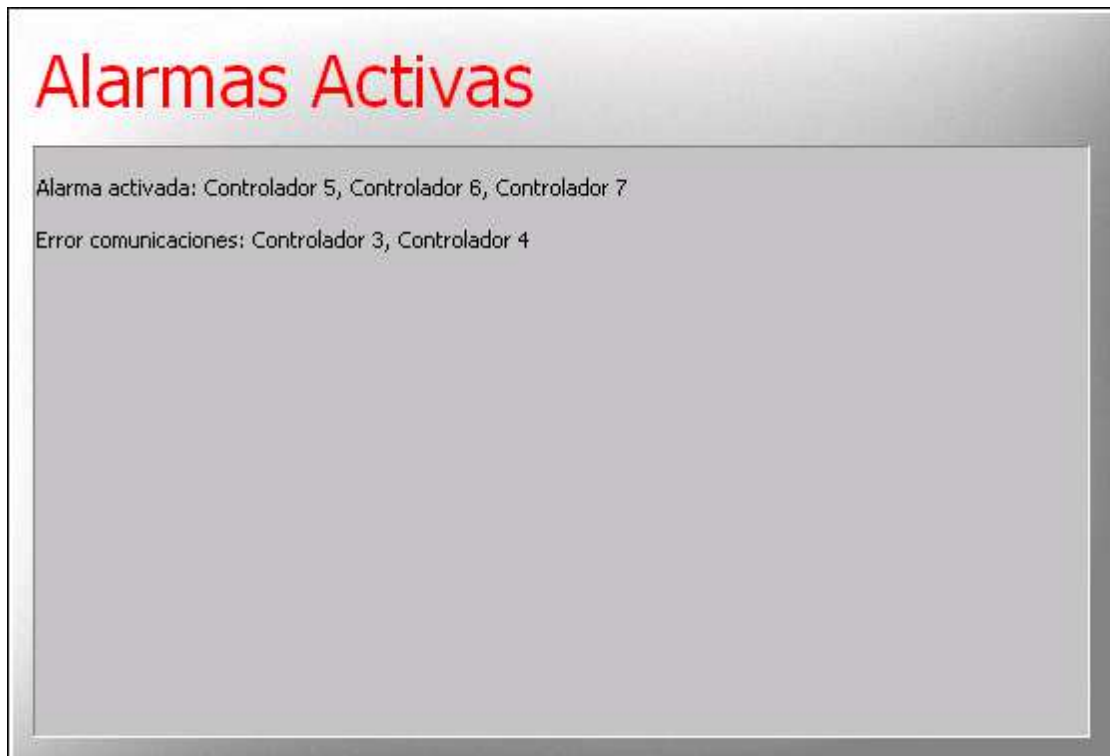 Alarmas Activas
Alarma activada: Controlador 5, Controlador 6, Controlador 7
Error comunicaciones: Controlador 3, Controlador 4